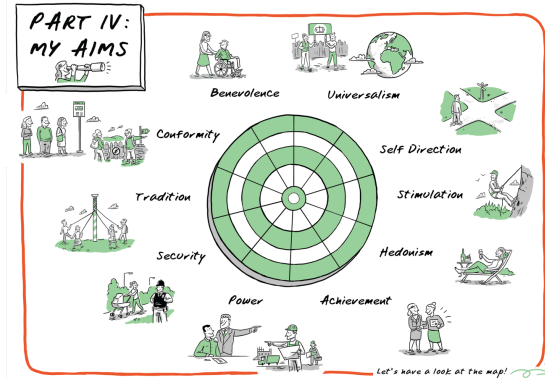 PART IV:
MY AIMS
Benevolence
Universalism
Conformity
Self Direction
Tradition
Stimulation
Security
Hedonism
Power
Achievement
Let's have a look at the map!